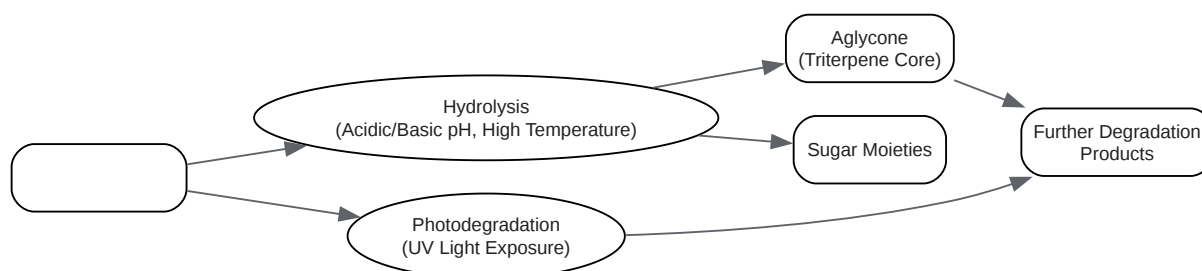 Aglycone
(Triterpene Core)
Hydrolysis
(Acidic/Basic pH, High Temperature)
Further Degradation
Products
Sugar Moieties
Photodegradation
(UV Light Exposure)